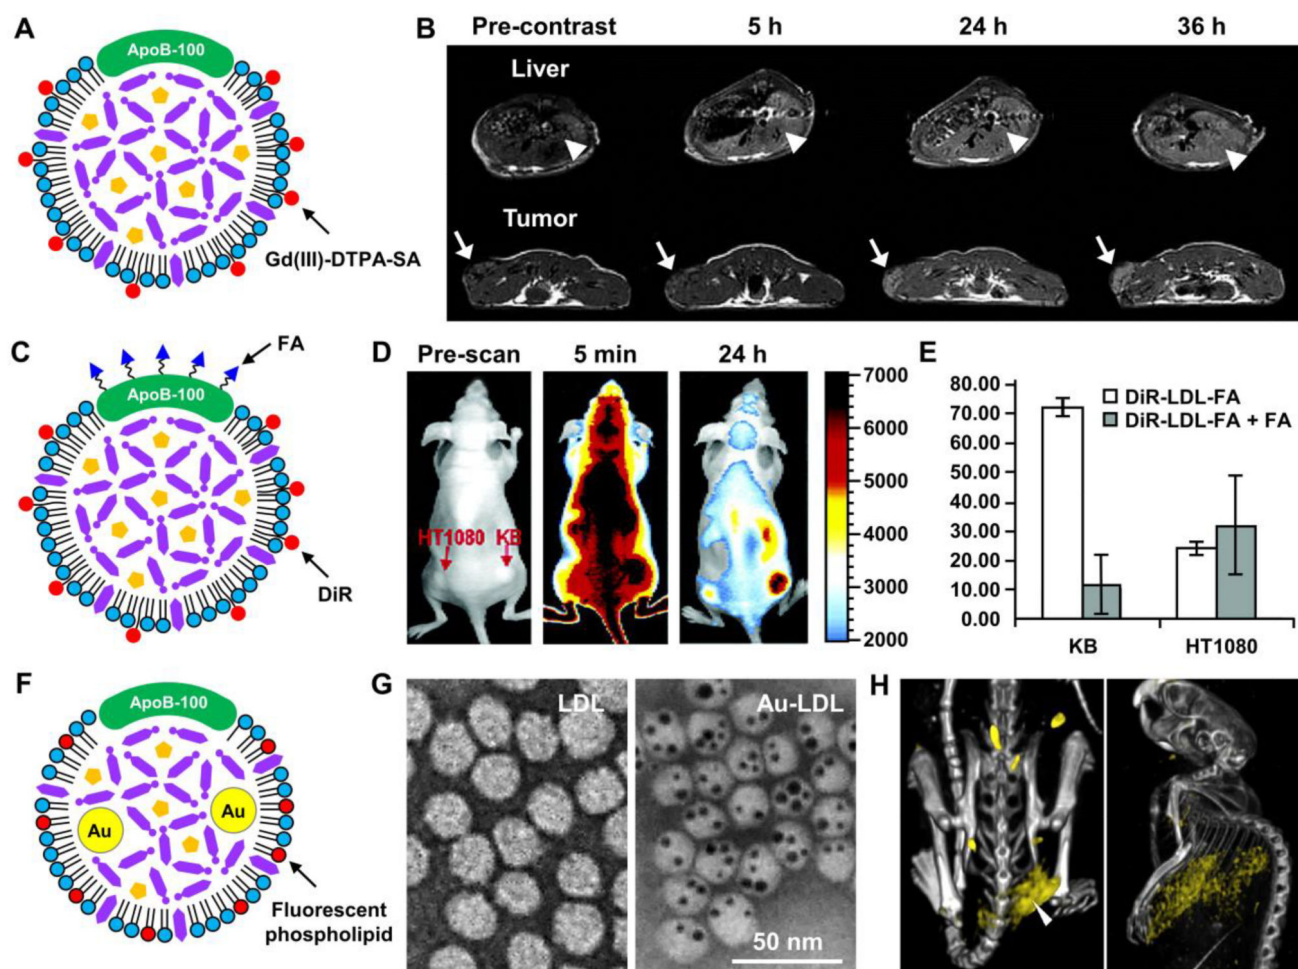 A
ApoB-100
Gd(III)-DTPA-SA
B
Pre-contrast 5 h 24 h 36 h
Liver
Tumor
C
FA
ApoB-100
DiR
D
Pre-scan 5 min 24 h
HT1080 KB
7000
6000
5000
4000
3000
2000
E
80.00
70.00
60.00
50.00
40.00
30.00
20.00
10.00
0.00
DiR-LDL-FA
DiR-LDL-FA + FA
KB HT1080
F
ApoB-100
Au
Au
Fluorescent
phospholipid
G
LDL
Au-LDL
50 nm
H